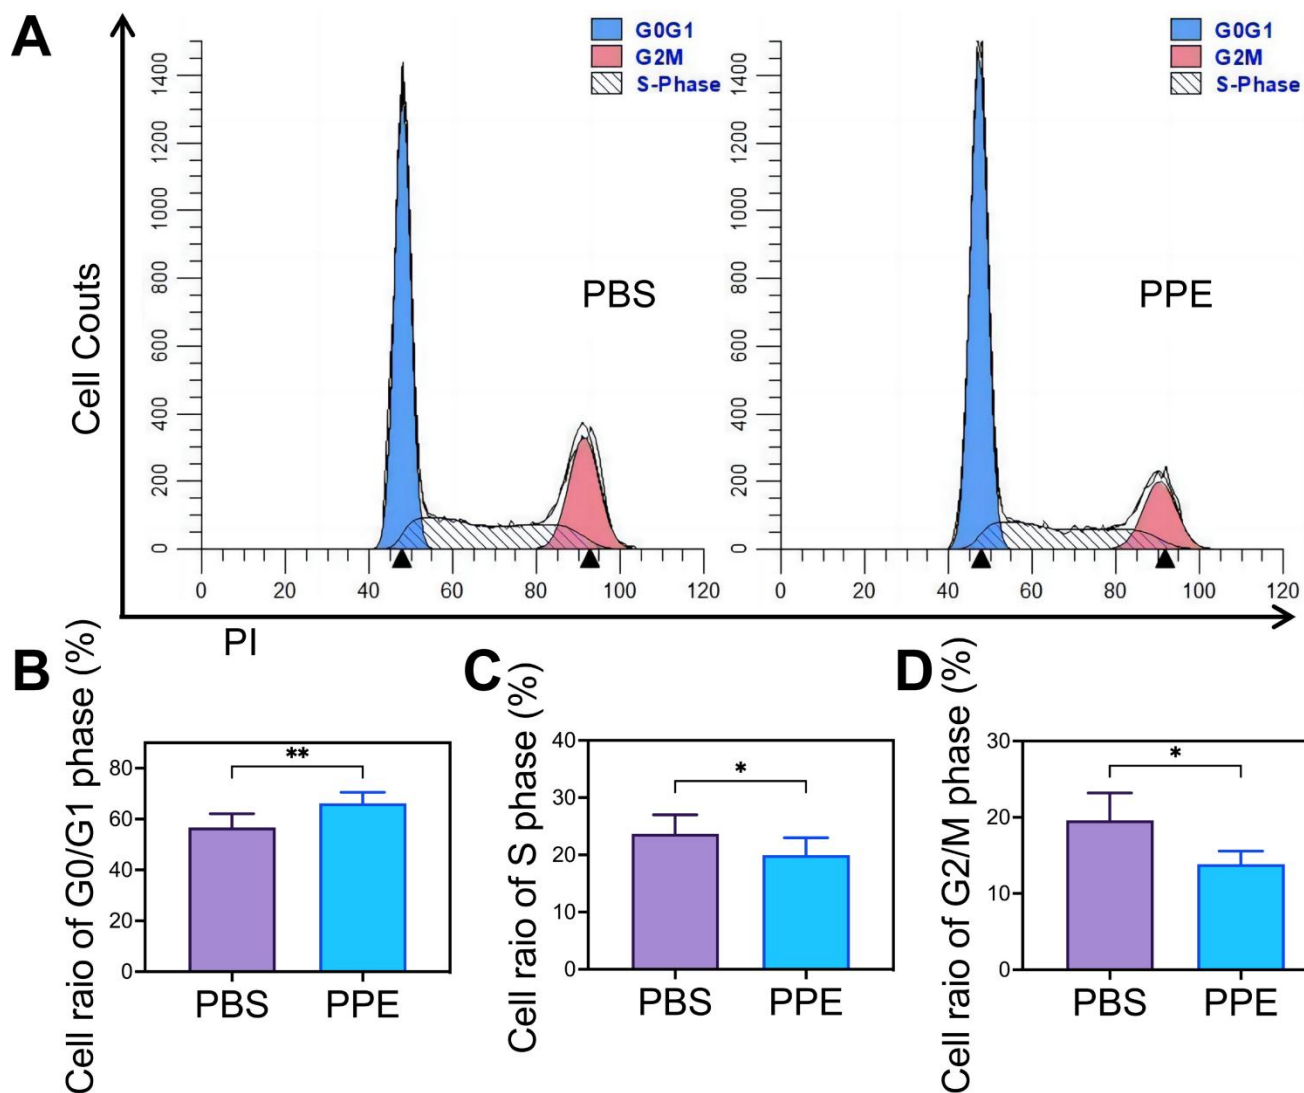 A
G0G1
G2M
S-Phase
1400
1200
1000
800
600
400
200
0
0 20 40 60 80 100 120
PBS
G0G1
G2M
S-Phase
1400
1200
1000
800
600
400
200
0
0 20 40 60 80 100 120
PPE
Cell Couts
PI
B
Cell raio of G0/G1 phase (%)
80
60
40
20
0
**
PBS PPE
C
Cell raio of S phase (%)
40
30
20
10
0
*
PBS PPE
D
Cell raio of G2/M phase (%)
30
20
10
0
*
PBS PPE